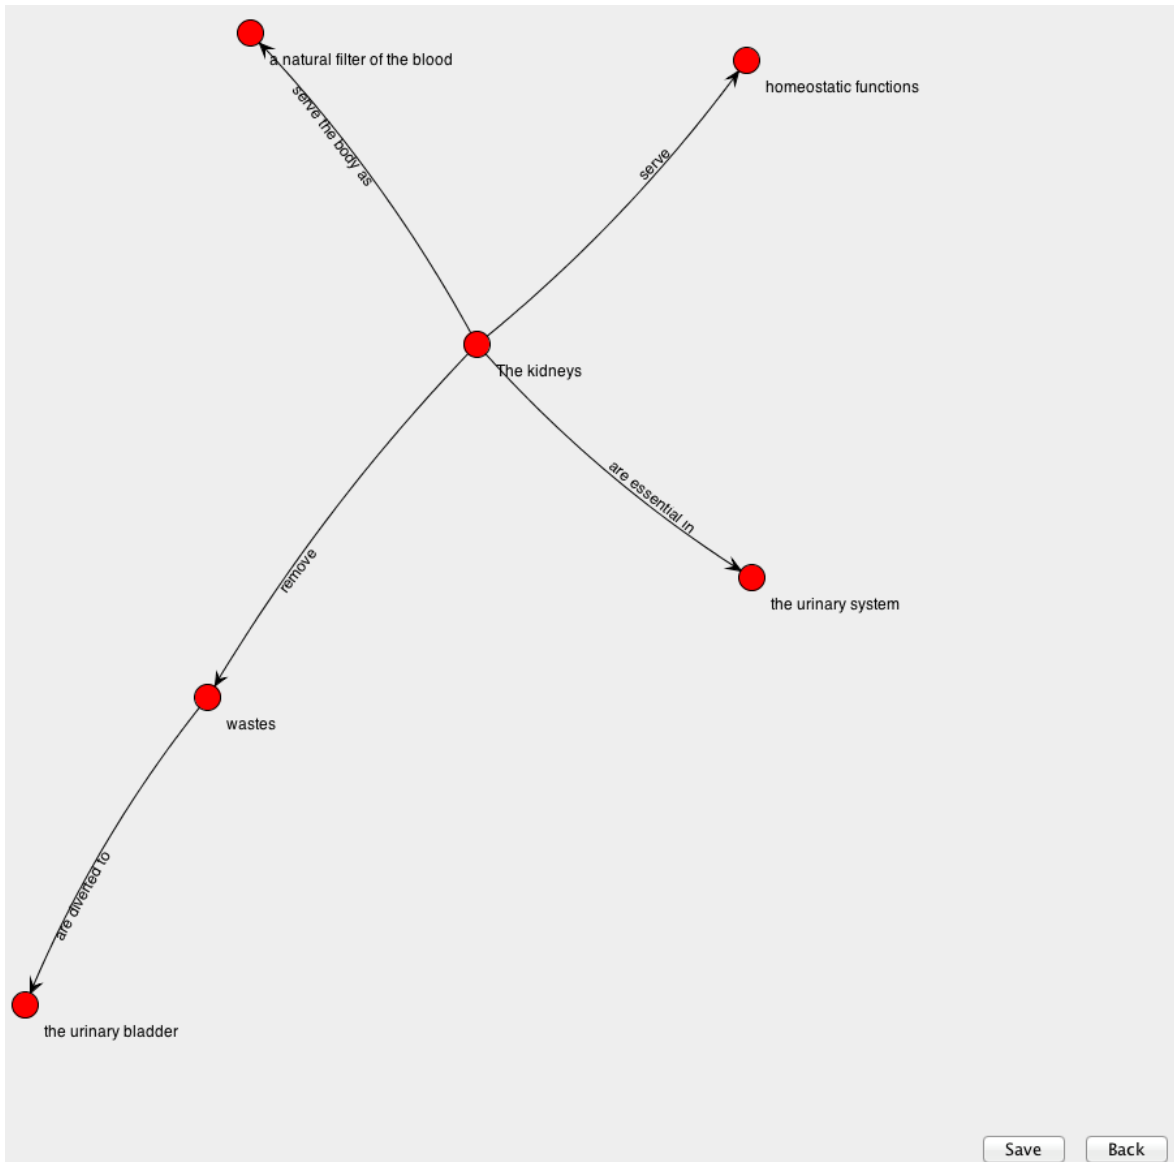 a natural filter of the blood
homeostatic functions
serve the body as
serve
The kidneys
are essential in
remove
the urinary system
wastes
are diverted to
the urinary bladder
Save
Back